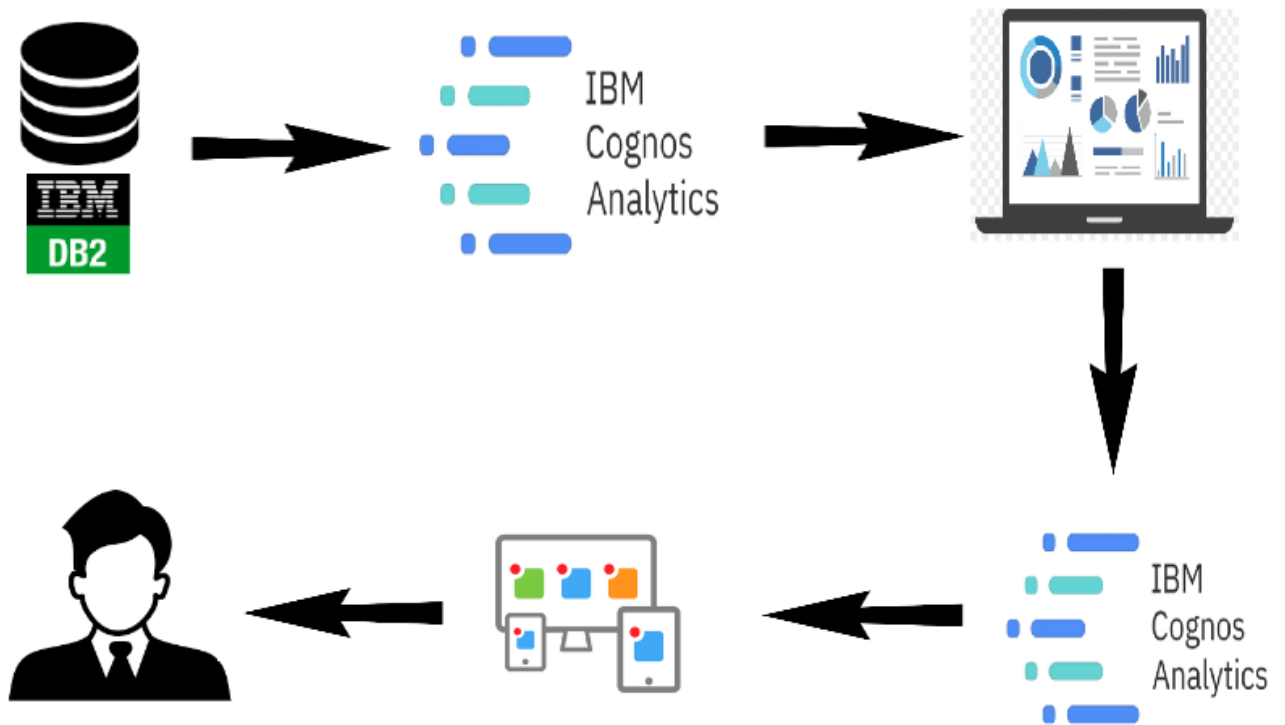 IBM
Cognos
Analytics
IBM
DB2
IBM
Cognos
Analytics